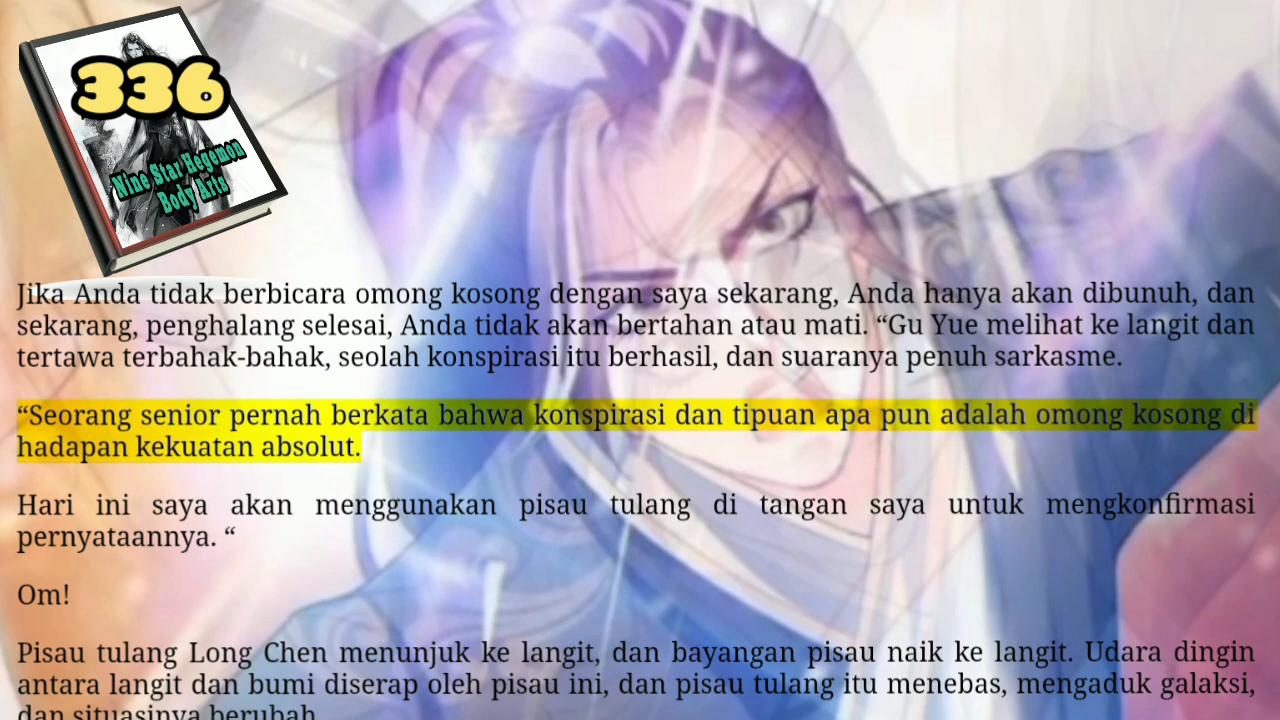 336
Nine Star Hegemon
Body Arts
Jika Anda tidak berbicara omong kosong dengan saya sekarang, Anda hanya akan dibunuh, dan
sekarang, penghalang selesai, Anda tidak akan bertahan atau mati. “Gu Yue melihat ke langit dan
tertawa terbahak-bahak, seolah konspirasi itu berhasil, dan suaranya penuh sarkasme.
“Seorang senior pernah berkata bahwa konspirasi dan tipuan apa pun adalah omong kosong di
hadapan kekuatan absolut.
Hari ini saya akan menggunakan pisau tulang di tangan saya untuk mengkonfirmasi
pernyataannya. “
Om!
Pisau tulang Long Chen menunjuk ke langit, dan bayangan pisau naik ke langit. Udara dingin
antara langit dan bumi diserap oleh pisau ini, dan pisau tulang itu menebas, mengaduk galaksi,
dan situasinya berubah.